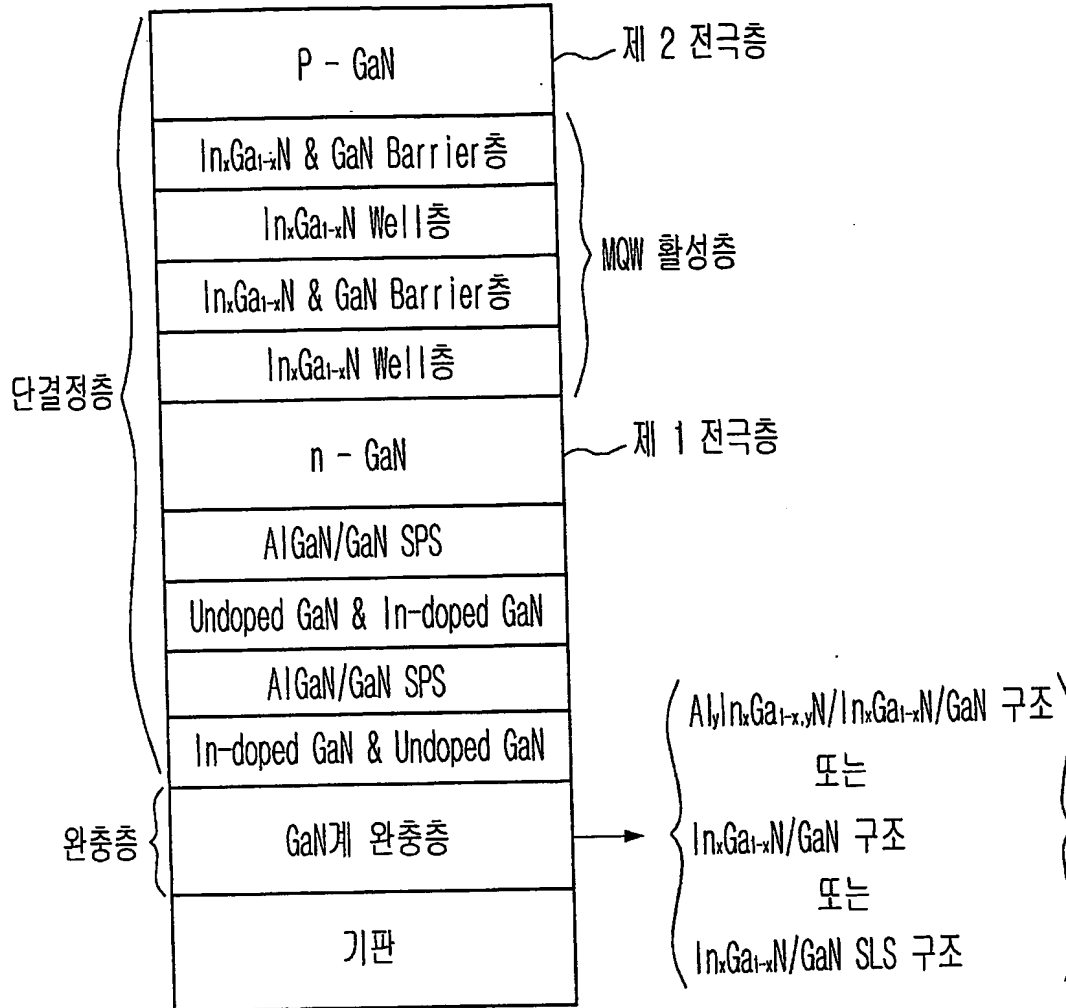 P - GaN
제 2 전극층
InₓGa₁₋ₓN & GaN Barrier층
InₓGa₁₋ₓN Well층
MQW 활성층
InₓGa₁₋ₓN & GaN Barrier층
InₓGa₁₋ₓN Well층
단결정층
n - GaN
제 1 전극층
AlGaN/GaN SPS
Undoped GaN & In-doped GaN
AlGaN/GaN SPS
In-doped GaN & Undoped GaN
완충층
GaN계 완충층
AlyInₓGa₁₋ₓ,yN/InₓGa₁₋ₓN/GaN 구조
또는
InₓGa₁₋ₓN/GaN 구조
또는
InₓGa₁₋ₓN/GaN SLS 구조
기판